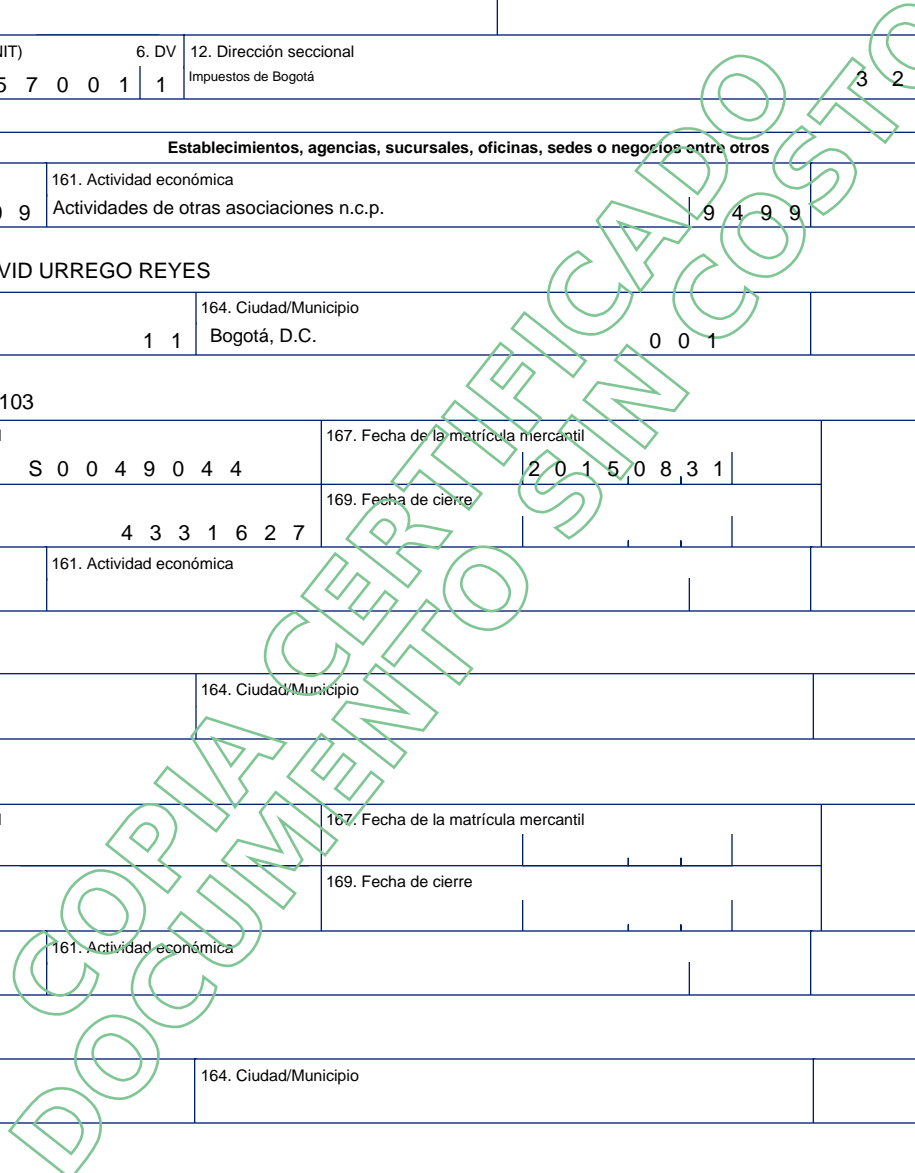 NIT) 6. DV 12. Dirección seccional
5 7 0 0 1 1 Impuestos de Bogotá 3 2
Establecimientos, agencias, sucursales, oficinas, sedes o negocios entre otros
161. Actividad económica
9 Actividades de otras asociaciones n.c.p. 9 4 9 9
VID URREGO REYES
164. Ciudad/Municipio
1 1 Bogotá, D.C. 0 0 1
103
167. Fecha de la matrícula mercantil
S 0 0 4 9 0 4 4 2 0 1 5 0 8 3 1
169. Fecha de cierre
4 3 3 1 6 2 7
161. Actividad económica
164. Ciudad/Municipio
167. Fecha de la matrícula mercantil
169. Fecha de cierre
161. Actividad económica
164. Ciudad/Municipio
COPIA CERTIFICADO
DOCUMENTO SIN COSTO